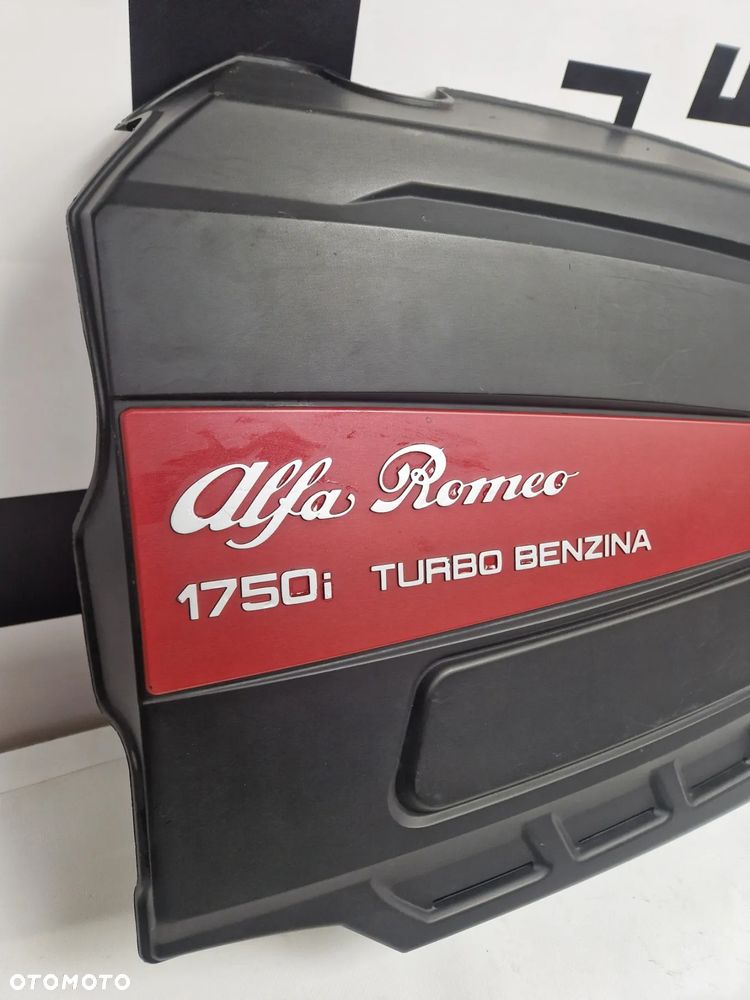 Alfa Romeo
1750i TURBO BENZINA
OTOMOTO